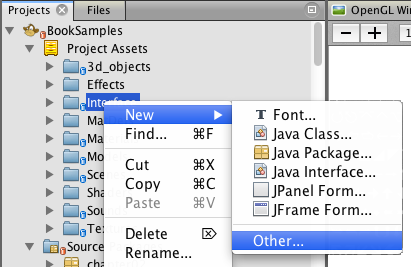 Projects
Files
OpenGL Win
BookSamples
Project Assets
3d_objects
Effects
Interface
New
Find... ⌘F
Cut ⌘X
Copy ⌘C
Paste ⌘V
Delete ⌦
Rename...
Font...
Java Class...
Java Package...
Java Interface...
JPanel Form...
JFrame Form...
Other...
Ma
Ma
Mo
Sce
Sha
Sou
Tex
Source
cha